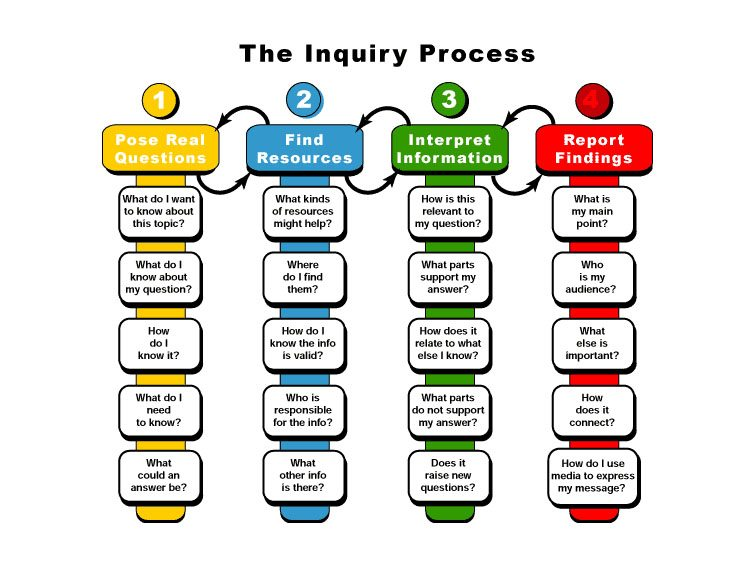 The Inquiry Process
1
2
3
4
Pose Real
Questions
Find
Resources
Interpret
Information
Report
Findings
What do I want
to know about
this topic?
What do I
know about
my question?
How
do I
know it?
What do I
need
to know?
What
could an
answer be?
What kinds
of resources
might help?
Where
do I find
them?
How do I
know the info
is valid?
Who is
responsible
for the info?
What
other info
is there?
How is this
relevant to
my question?
What parts
support my
answer?
How does it
relate to what
else I know?
What parts
do not support
my answer?
Does it
raise new
questions?
What is
my main
point?
Who
is my
audience?
What
else is
important?
How
does it
connect?
How do I use
media to express
my message?